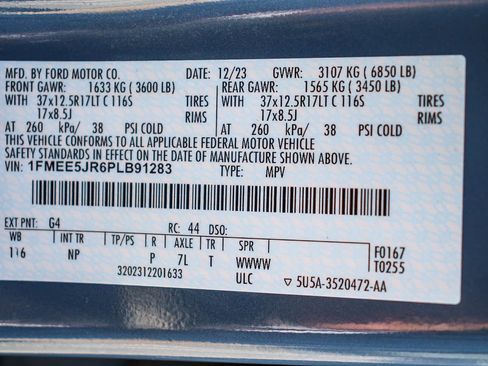 MFD. BY FORD MOTOR CO. DATE: 12/23 GVWR: 3107 KG ( 6850 LB)
FRONT GAWR: 1633 KG ( 3600 LB) REAR GAWR: 1565 KG ( 3450 LB)
WITH 37x12.5R17LT C 116S TIRES WITH 37x12.5R17LT C 116S TIRES
17x8.5J RIMS 17x8.5J RIMS
AT 260 kPa/ 38 PSI COLD AT 260 kPa/ 38 PSI COLD
THIS VEHICLE CONFORMS TO ALL APPLICABLE FEDERAL MOTOR VEHICLE
SAFETY STANDARDS IN EFFECT ON THE DATE OF MANUFACTURE SHOWN ABOVE.
VIN: 1FMEE5JR6PLB91283 TYPE: MPV
EXT PNT: G4 RC: 44 DSO:
WB INT TR TP/PS R AXLE TR SPR F0167
116 NP P 7L T WWWW T0255
3202312201633 ULC ▽ 5U5A-3520472-AA